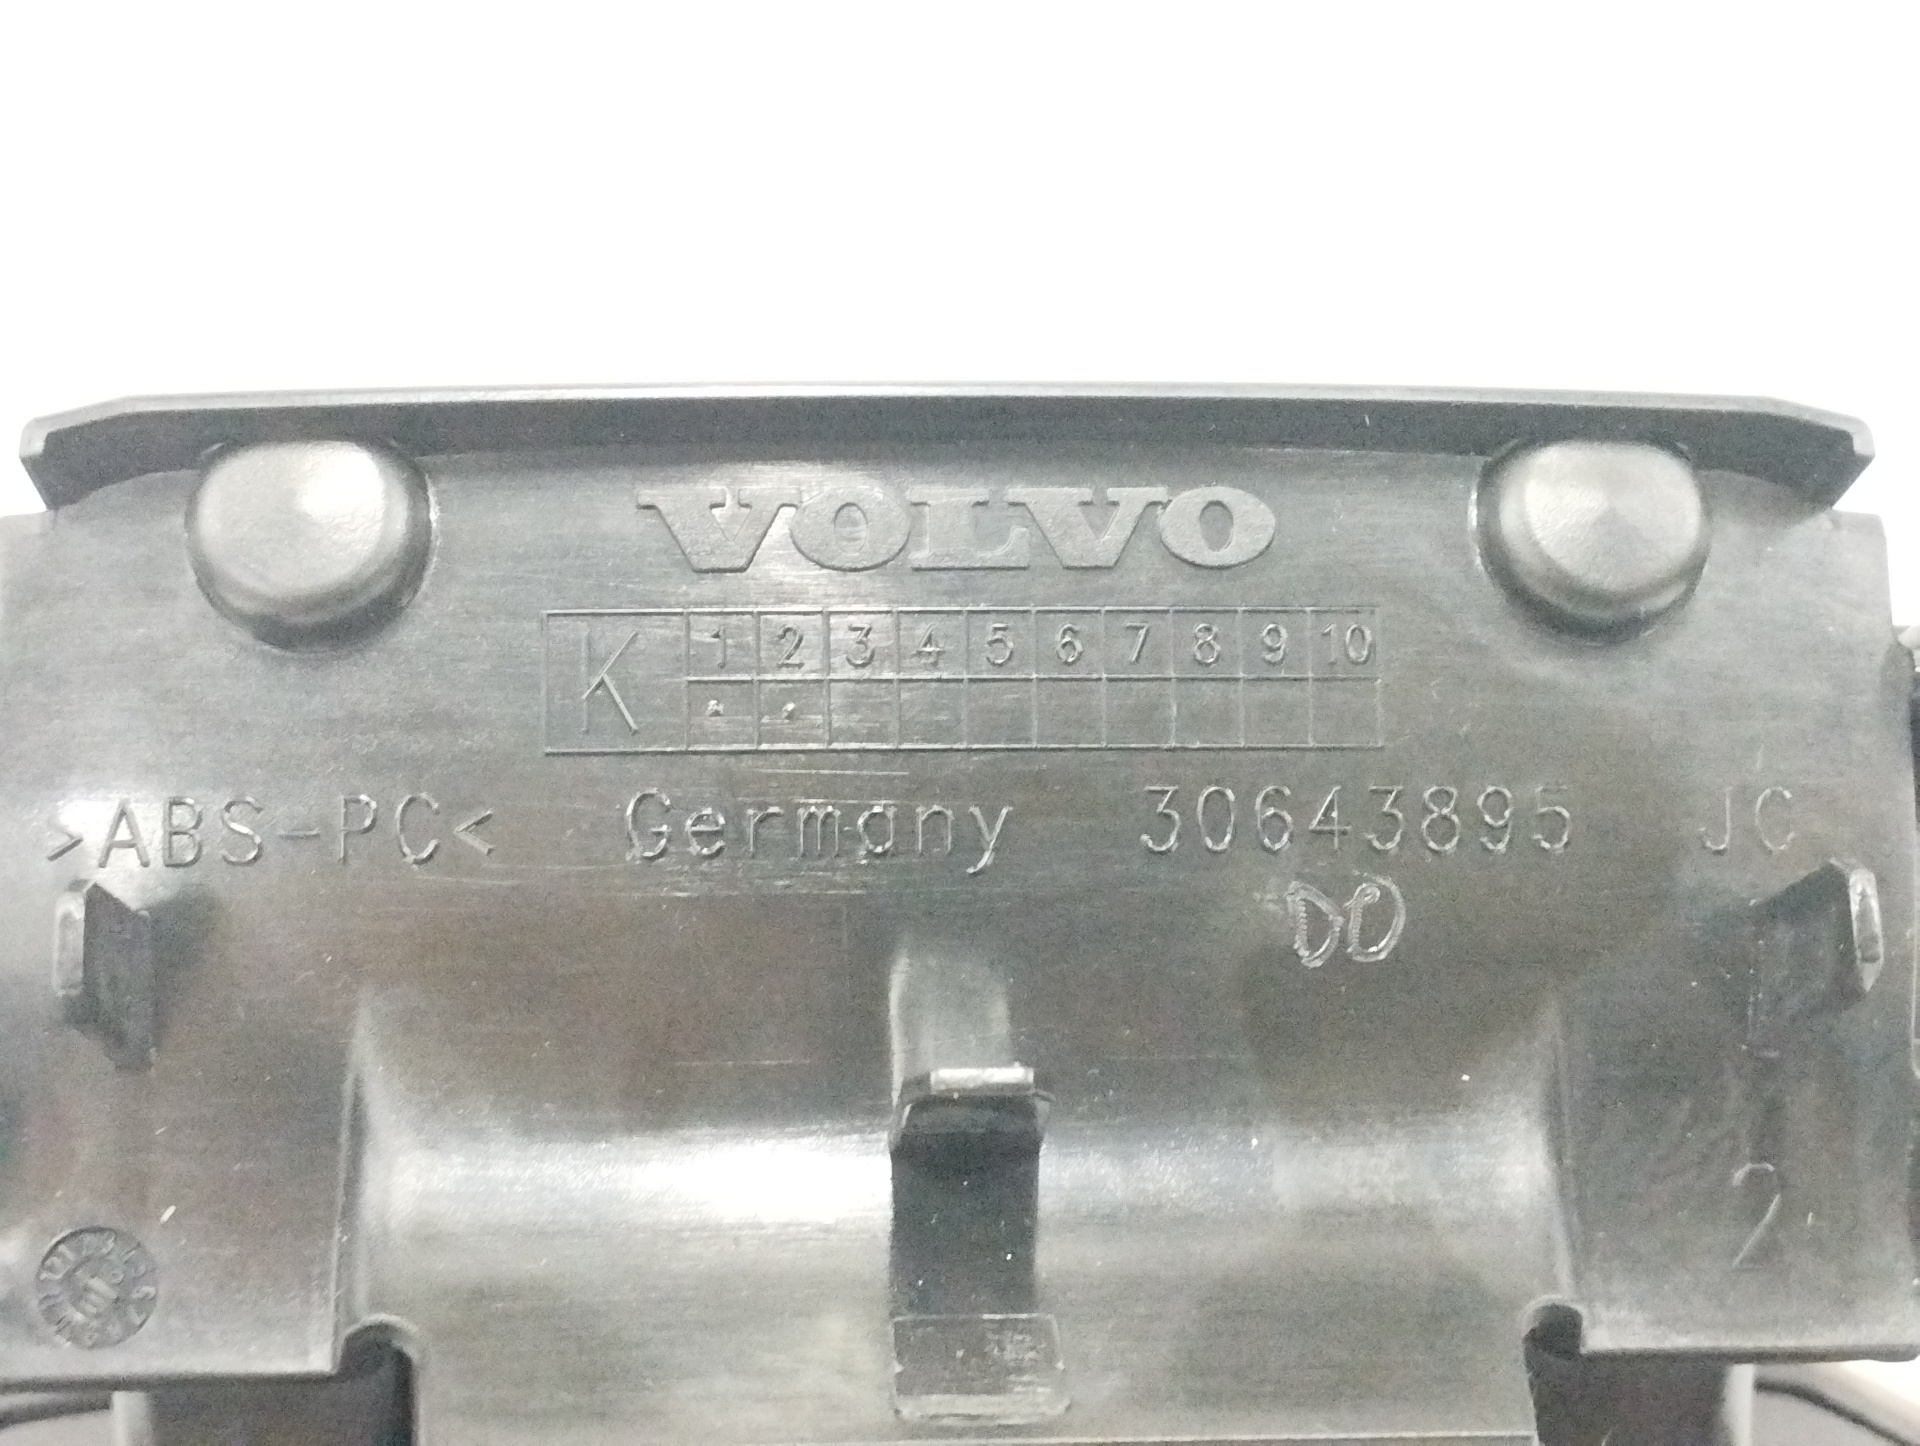 VOLVO
K 1 2 3 4 5 6 7 8 9 10
>ABS-PC< Germany 30643895 JC
DD
2